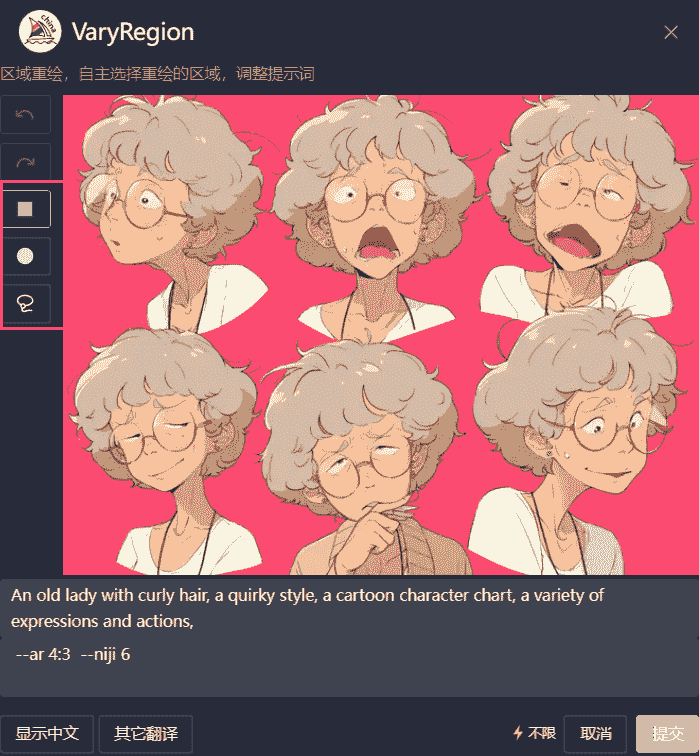 china
VaryRegion
区域重绘，自主选择重绘的区域，调整提示词
An old lady with curly hair, a quirky style, a cartoon character chart, a variety of
expressions and actions,
--ar 4:3 --niji 6
显示中文 其它翻译 不限 取消 提交